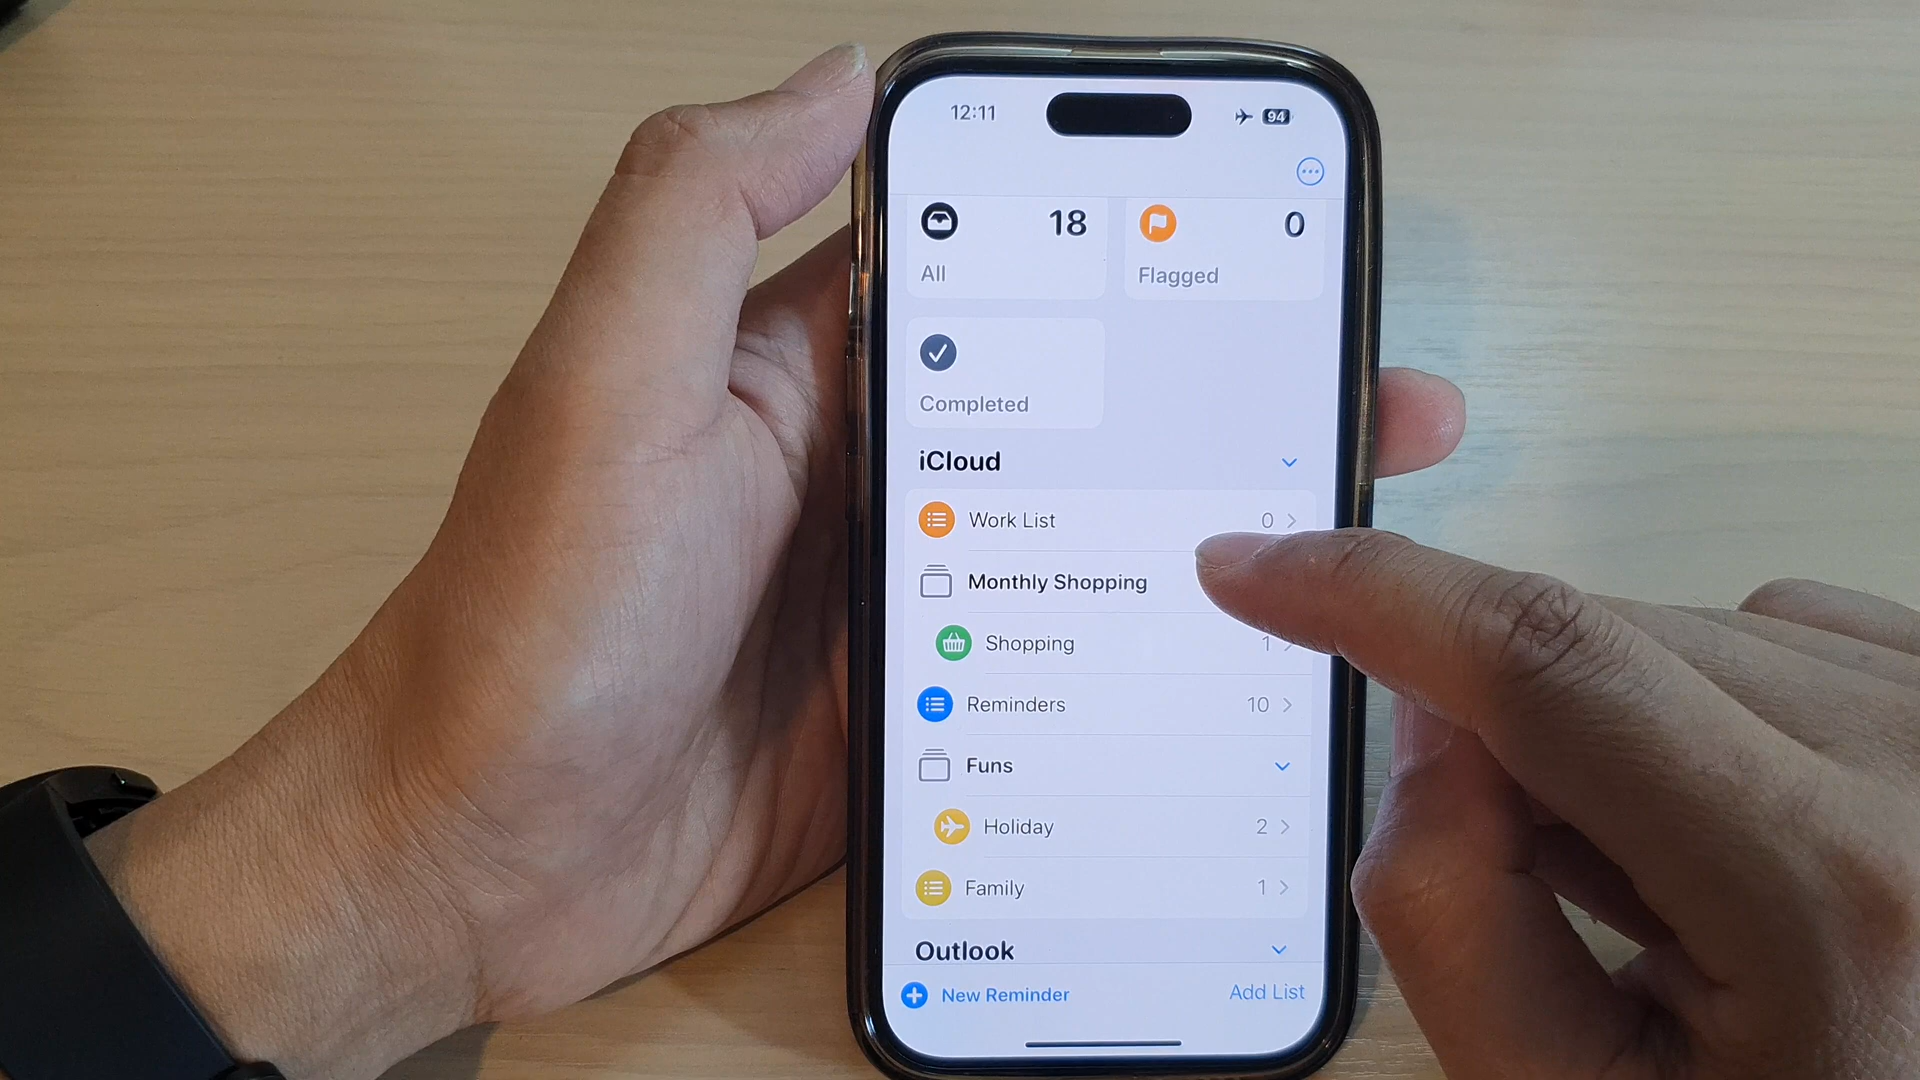 12:11 94
18 0
All Flagged
Completed
iCloud
Work List 0
Monthly Shopping
Shopping 1
Reminders 10
Funs
Holiday 2
Family 1
Outlook
New Reminder Add List